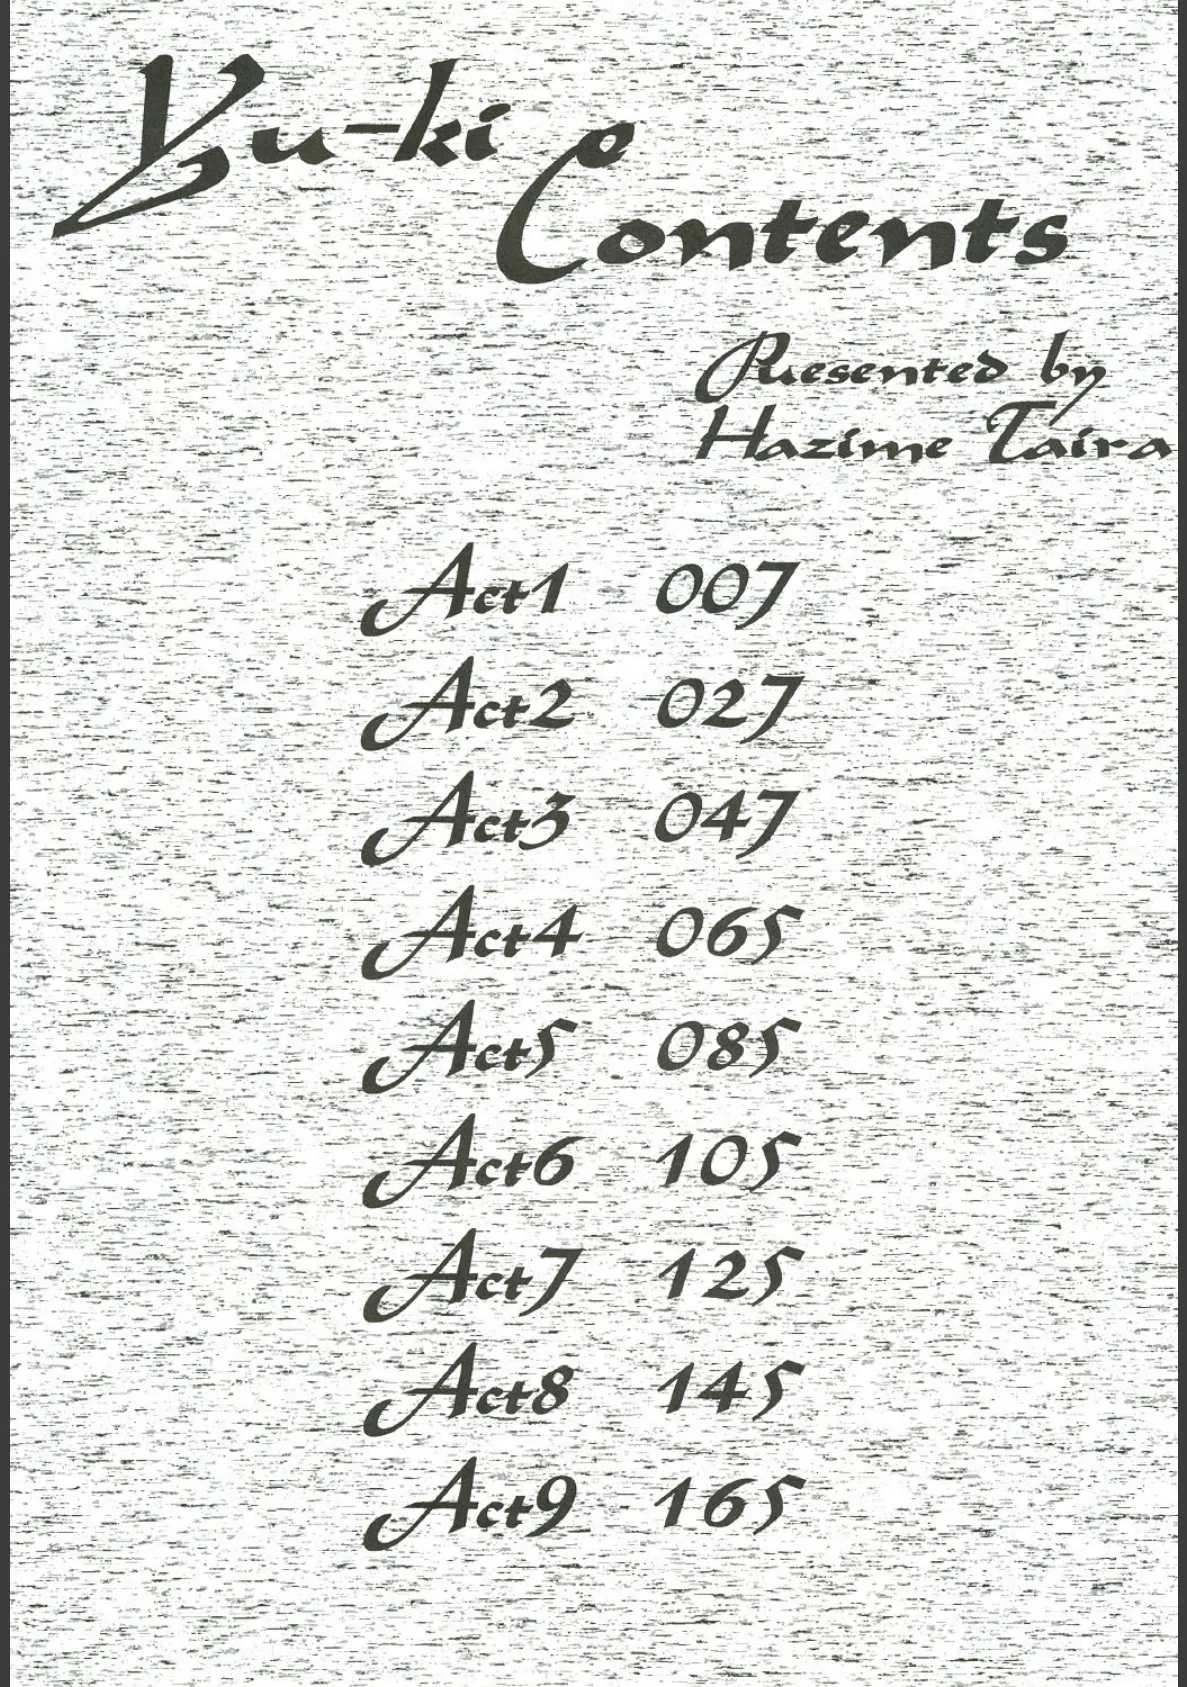 Yu-ki
Contents
Presented by
Hazime Taira
Act1 007
Act2 027
Act3 047
Act4 065
Act5 085
Act6 105
Act7 125
Act8 145
Act9 165